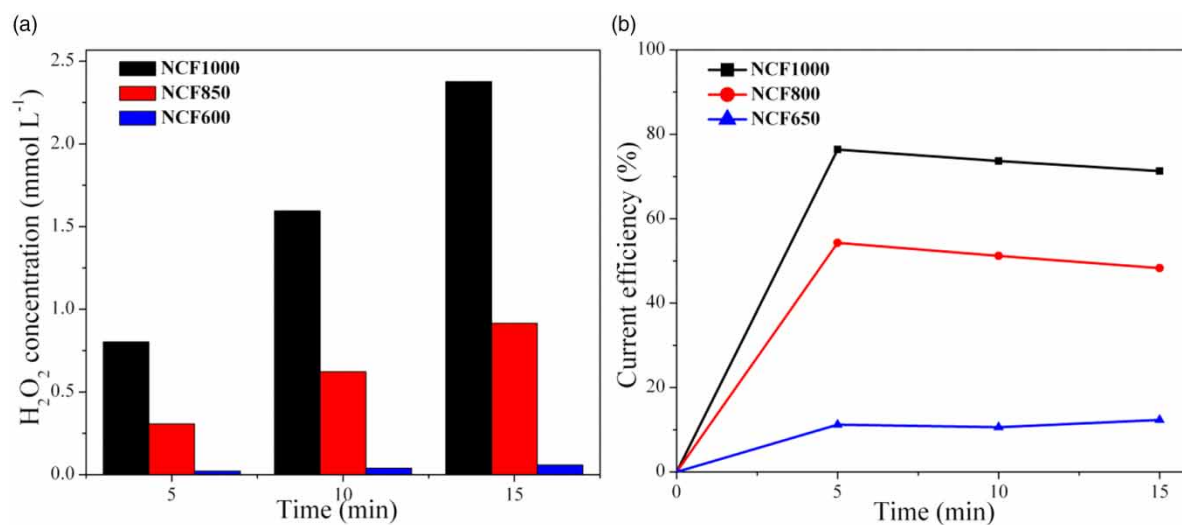 (a)
H₂O₂ concentration (mmol L⁻¹)
2.5
2.0
1.5
1.0
0.5
0.0
NCF1000
NCF850
NCF600
5
10
15
Time (min)
(b)
Current efficiency (%)
100
80
60
40
20
0
NCF1000
NCF800
NCF650
0
5
10
15
Time (min)